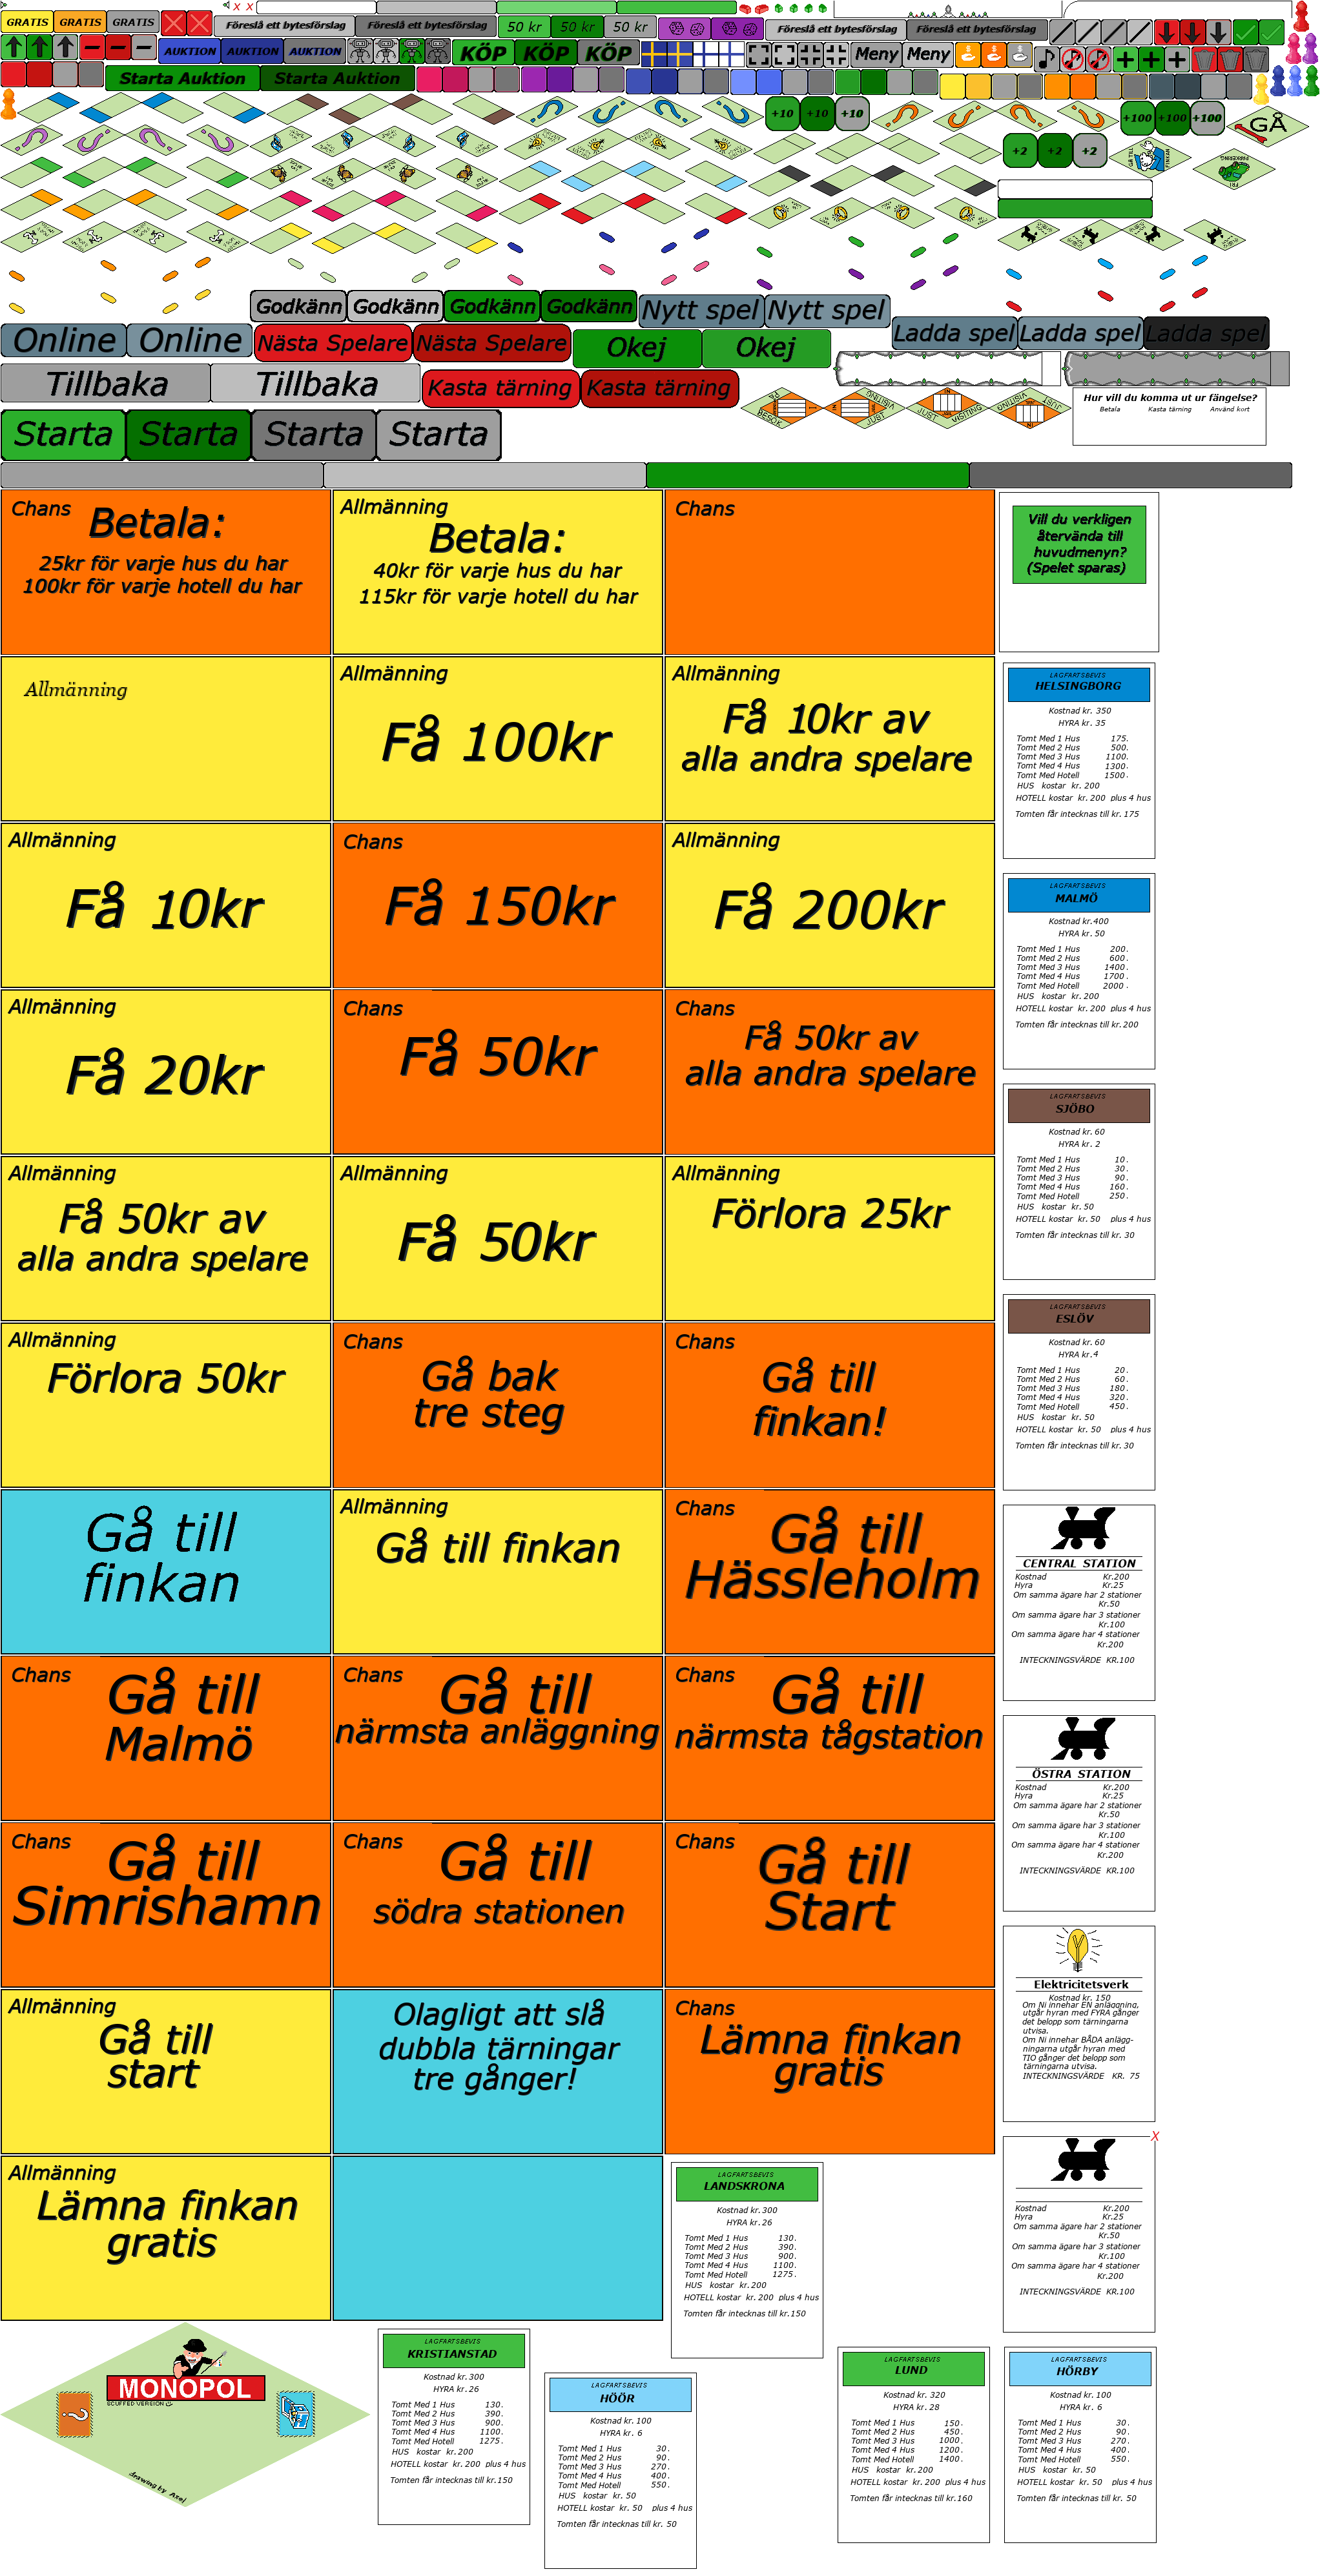 GRATIS GRATIS GRATIS
X X
Föreslå ett bytesförslag Föreslå ett bytesförslag
50 kr 50 kr 50 kr
Föreslå ett bytesförslag Föreslå ett bytesförslag
AUKTION AUKTION AUKTION
KÖP KÖP KÖP
Meny Meny
Starta Auktion Starta Auktion
+10 +10 +10
+100 +100 +100
GÅ
+2 +2 +2
GÅ TILL
FINKAN
FRI
PARKERING
Godkänn Godkänn Godkänn Godkänn
Nytt spel Nytt spel
Online Online
Nästa Spelare Nästa Spelare
Okej Okej
Ladda spel Ladda spel Ladda spel
Tillbaka Tillbaka
Kasta tärning Kasta tärning
PÅ
BESÖK
JUST
VISITING
JUST
VISITING
JUST
VISITING
Hur vill du komma ut ur fängelse?
Betala Kasta tärning Använd kort
Starta Starta Starta Starta
Chans
Betala:
25kr för varje hus du har
100kr för varje hotell du har
Allmänning
Betala:
40kr för varje hus du har
115kr för varje hotell du har
Chans
Vill du verkligen
återvända till
huvudmenyn?
(Spelet sparas)
Allmänning
Allmänning
Få 100kr
Allmänning
Få 10kr av
alla andra spelare
LAGFARTSBEVIS
HELSINGBORG
Kostnad kr. 350
HYRA kr. 35
Tomt Med 1 Hus 175.
Tomt Med 2 Hus 500.
Tomt Med 3 Hus 1100.
Tomt Med 4 Hus 1300.
Tomt Med Hotell 1500.
HUS kostar kr. 200
HOTELL kostar kr. 200 plus 4 hus
Tomten får intecknas till kr. 175
Allmänning
Få 10kr
Chans
Få 150kr
Allmänning
Få 200kr
LAGFARTSBEVIS
MALMÖ
Kostnad kr.400
HYRA kr. 50
Tomt Med 1 Hus 200.
Tomt Med 2 Hus 600.
Tomt Med 3 Hus 1400.
Tomt Med 4 Hus 1700.
Tomt Med Hotell 2000.
HUS kostar kr. 200
HOTELL kostar kr. 200 plus 4 hus
Tomten får intecknas till kr. 200
Allmänning
Få 20kr
Chans
Få 50kr
Chans
Få 50kr av
alla andra spelare
LAGFARTSBEVIS
SJÖBO
Kostnad kr. 60
HYRA kr. 2
Tomt Med 1 Hus 10.
Tomt Med 2 Hus 30.
Tomt Med 3 Hus 90.
Tomt Med 4 Hus 160.
Tomt Med Hotell 250.
HUS kostar kr. 50
HOTELL kostar kr. 50 plus 4 hus
Tomten får intecknas till kr. 30
Allmänning
Få 50kr av
alla andra spelare
Allmänning
Få 50kr
Allmänning
Förlora 25kr
LAGFARTSBEVIS
ESLÖV
Kostnad kr. 60
HYRA kr.4
Tomt Med 1 Hus 20.
Tomt Med 2 Hus 60.
Tomt Med 3 Hus 180.
Tomt Med 4 Hus 320.
Tomt Med Hotell 450.
HUS kostar kr. 50
HOTELL kostar kr. 50 plus 4 hus
Tomten får intecknas till kr. 30
Allmänning
Förlora 50kr
Chans
Gå bak
tre steg
Chans
Gå till
finkan!
Gå till
finkan
Allmänning
Gå till finkan
Chans
Gå till
Hässleholm
CENTRAL STATION
Kostnad Kr.200
Hyra Kr.25
Om samma ägare har 2 stationer
Kr.50
Om samma ägare har 3 stationer
Kr.100
Om samma ägare har 4 stationer
Kr.200
INTECKNINGSVÄRDE KR.100
Chans
Gå till
Malmö
Chans
Gå till
närmsta anläggning
Chans
Gå till
närmsta tågstation
ÖSTRA STATION
Kostnad Kr.200
Hyra Kr.25
Om samma ägare har 2 stationer
Kr.50
Om samma ägare har 3 stationer
Kr.100
Om samma ägare har 4 stationer
Kr.200
INTECKNINGSVÄRDE KR.100
Chans
Gå till
Simrishamn
Chans
Gå till
södra stationen
Chans
Gå till
Start
Elektricitetsverk
Kostnad kr. 150
Om Ni innehar EN anläggning,
utgår hyran med FYRA gånger
det belopp som tärningarna
utvisa.
Om Ni innehar BÅDA anlägg-
ningarna utgår hyran med
TIO gånger det belopp som
tärningarna utvisa.
INTECKNINGSVÄRDE KR. 75
Allmänning
Gå till
start
Olagligt att slå
dubbla tärningar
tre gånger!
Chans
Lämna finkan
gratis
X
Kostnad Kr.200
Hyra Kr.25
Om samma ägare har 2 stationer
Kr.50
Om samma ägare har 3 stationer
Kr.100
Om samma ägare har 4 stationer
Kr.200
INTECKNINGSVÄRDE KR.100
Allmänning
Lämna finkan
gratis
LAGFARTSBEVIS
LANDSKRONA
Kostnad kr.300
HYRA kr. 26
Tomt Med 1 Hus 130.
Tomt Med 2 Hus 390.
Tomt Med 3 Hus 900.
Tomt Med 4 Hus 1100.
Tomt Med Hotell 1275.
HUS kostar kr.200
HOTELL kostar kr. 200 plus 4 hus
Tomten får intecknas till kr.150
MONOPOL
SCUFFED VERSION
drawing by Axel
LAGFARTSBEVIS
KRISTIANSTAD
Kostnad kr.300
HYRA kr.26
Tomt Med 1 Hus 130.
Tomt Med 2 Hus 390.
Tomt Med 3 Hus 900.
Tomt Med 4 Hus 1100.
Tomt Med Hotell 1275.
HUS kostar kr.200
HOTELL kostar kr. 200 plus 4 hus
Tomten får intecknas till kr.150
LAGFARTSBEVIS
HÖÖR
Kostnad kr. 100
HYRA kr. 6
Tomt Med 1 Hus 30.
Tomt Med 2 Hus 90.
Tomt Med 3 Hus 270.
Tomt Med 4 Hus 400.
Tomt Med Hotell 550.
HUS kostar kr. 50
HOTELL kostar kr. 50 plus 4 hus
Tomten får intecknas till kr. 50
LAGFARTSBEVIS
LUND
Kostnad kr. 320
HYRA kr. 28
Tomt Med 1 Hus 150.
Tomt Med 2 Hus 450.
Tomt Med 3 Hus 1000.
Tomt Med 4 Hus 1200.
Tomt Med Hotell 1400.
HUS kostar kr.200
HOTELL kostar kr. 200 plus 4 hus
Tomten får intecknas till kr.160
LAGFARTSBEVIS
HÖRBY
Kostnad kr. 100
HYRA kr. 6
Tomt Med 1 Hus 30.
Tomt Med 2 Hus 90.
Tomt Med 3 Hus 270.
Tomt Med 4 Hus 400.
Tomt Med Hotell 550.
HUS kostar kr. 50
HOTELL kostar kr. 50 plus 4 hus
Tomten får intecknas till kr. 50